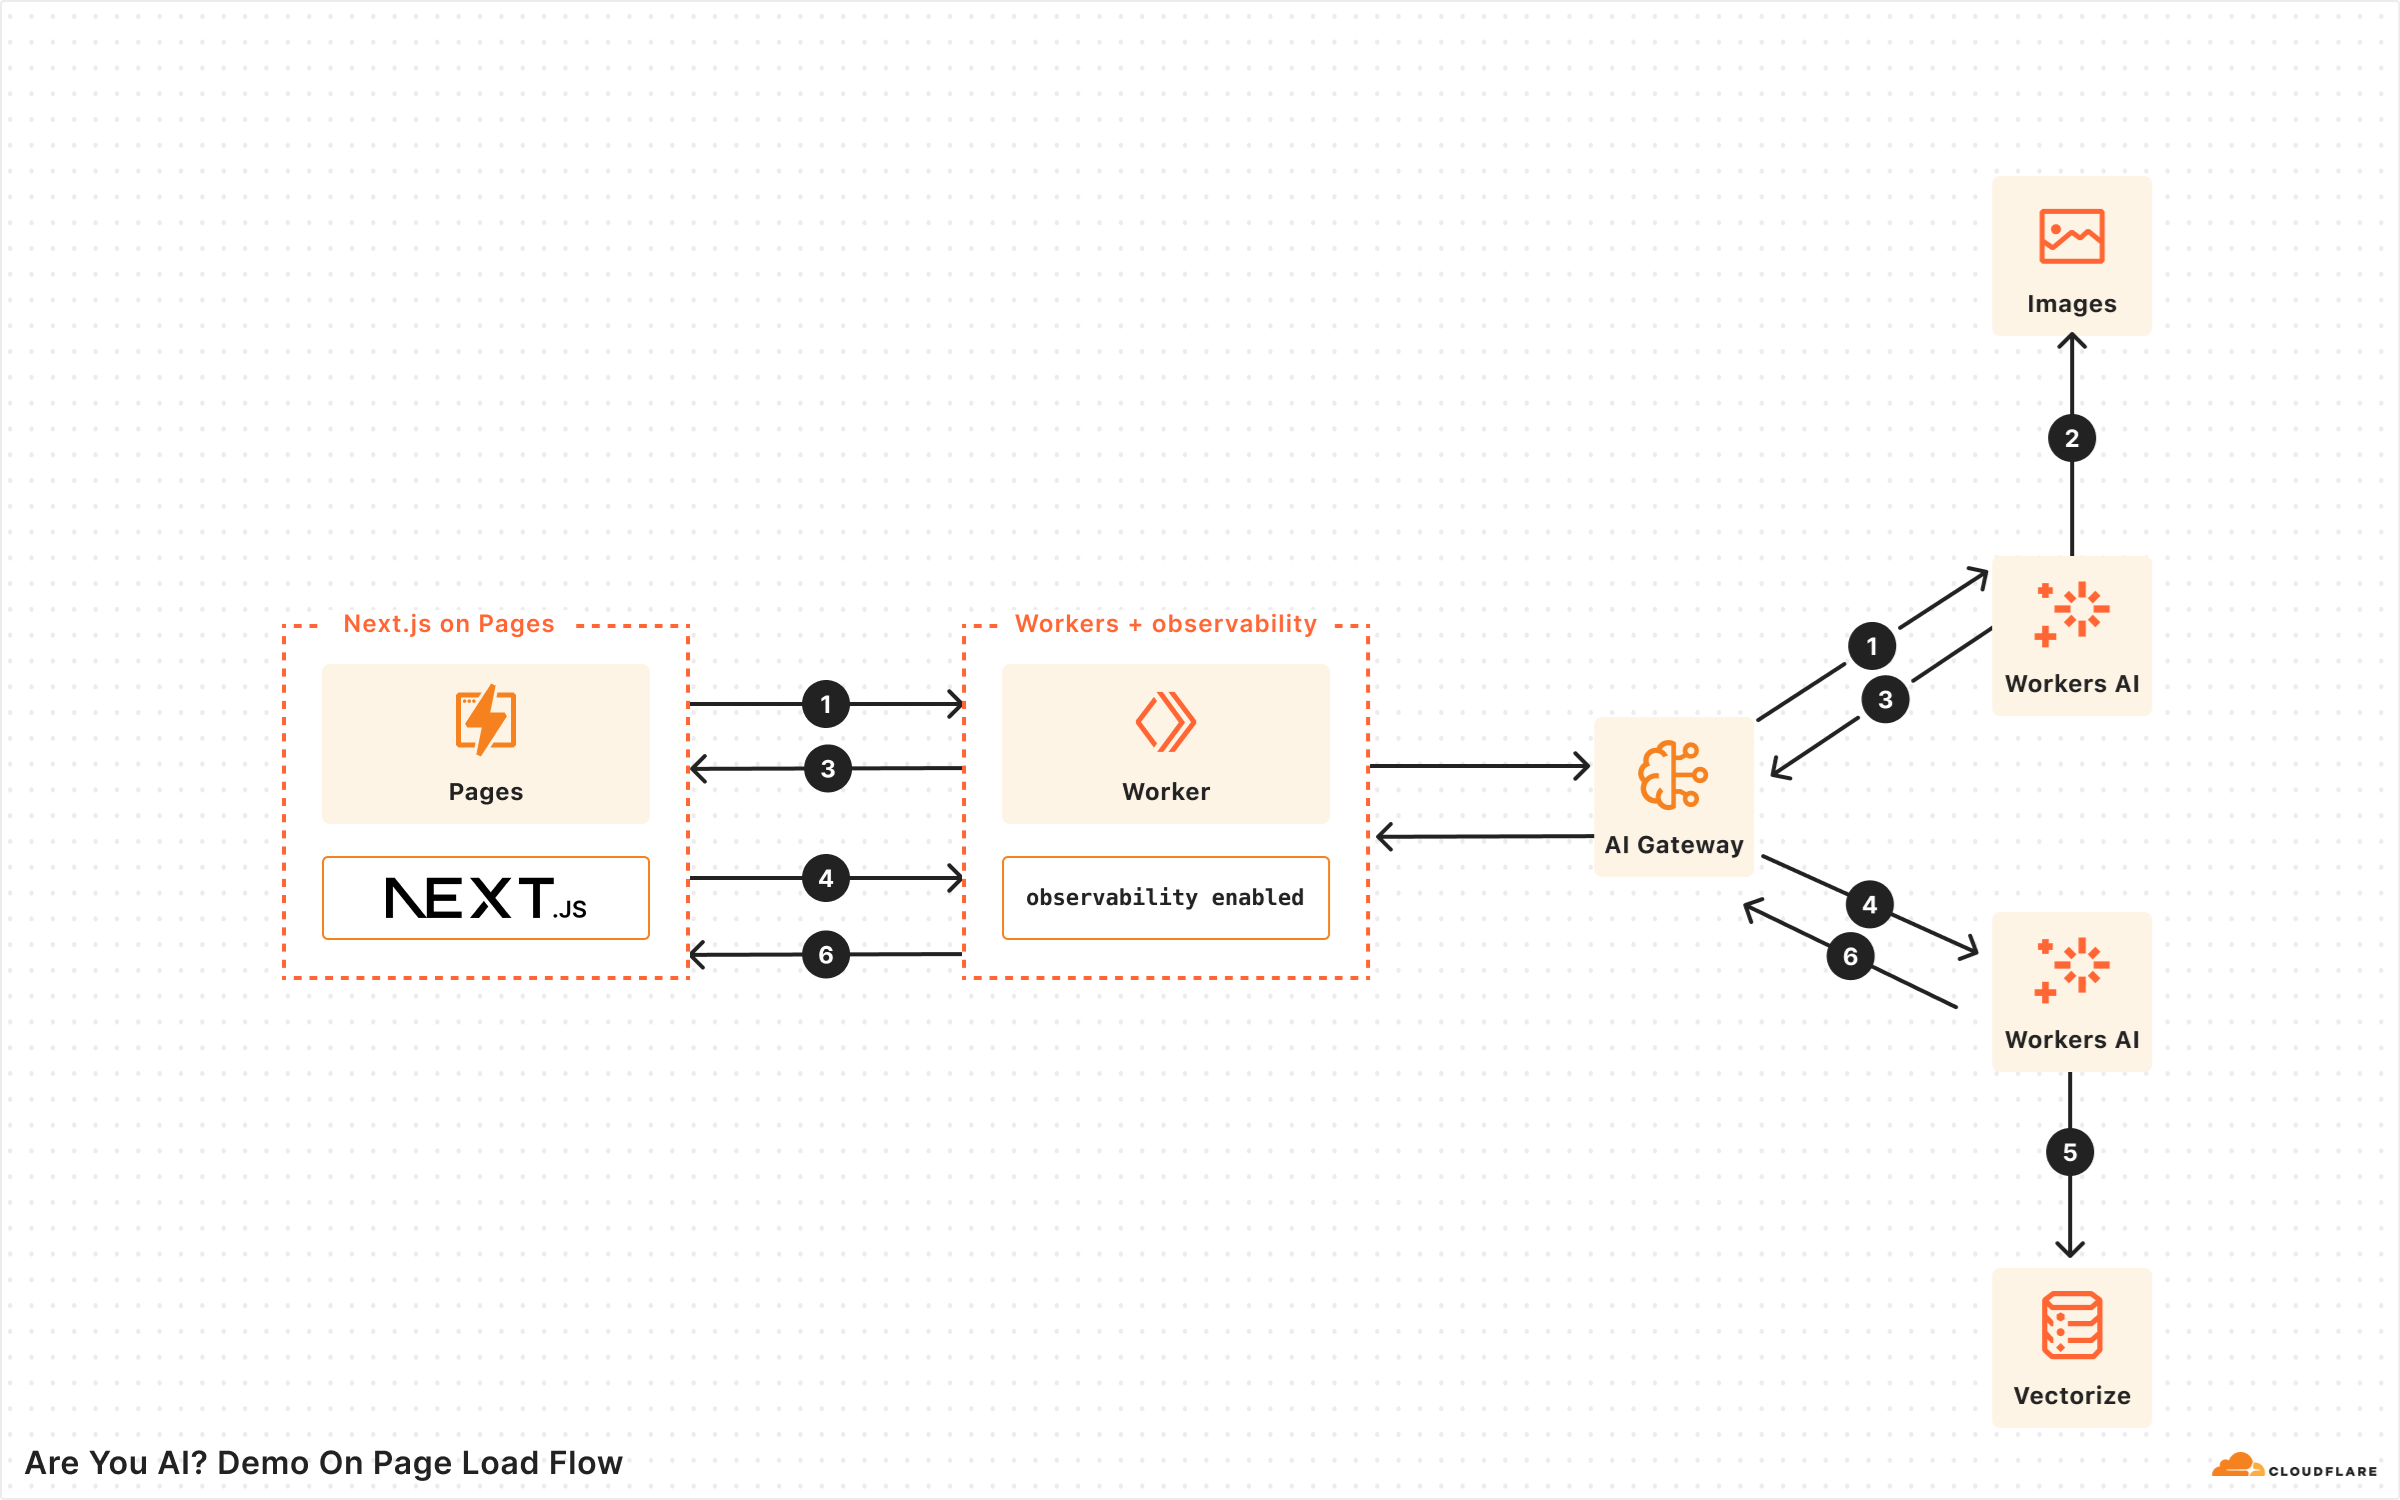 Images
2
Workers AI
1
3
Next.js on Pages
Pages
NEXT.JS
1
3
4
6
Workers + observability
Worker
observability enabled
AI Gateway
4
6
Workers AI
5
Vectorize
Are You AI? Demo On Page Load Flow
CLOUDFLARE